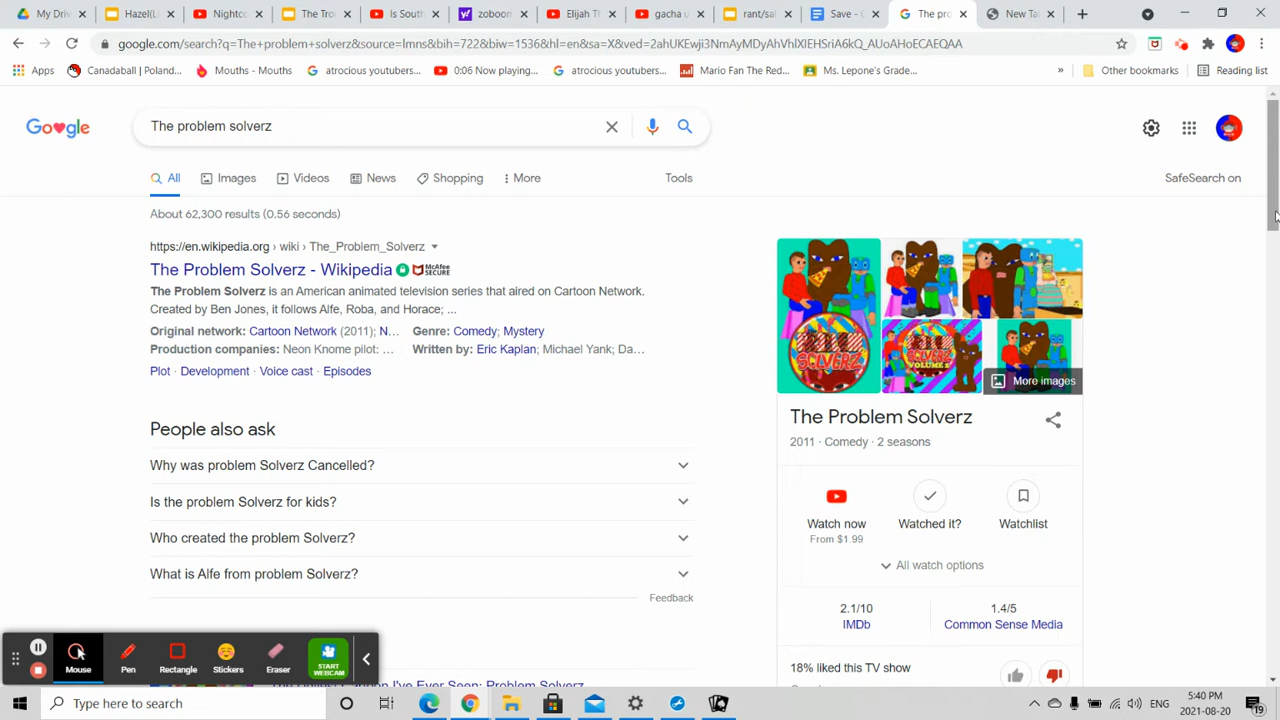 My Driv
Hazel(Li
Nightco
The Tro
Is South
zoboom
Elijah Th
gacha u
rant/sal
Save - G
The pro
New Tab
google.com/search?q=The+problem+solverz&source=lmns&bih=722&biw=1536&hl=en&sa=X&ved=2ahUKEwji3NmAyMDyAhVhlXIEHSriA6kQ_AUoAHoECAEQAA
Apps
Canadaball | Poland...
Mouths - Mouths
atrocious youtubers...
0:06 Now playing...
atrocious youtubers...
Mario Fan The Red...
Ms. Lepone's Grade...
»
Other bookmarks
Reading list
Google
The problem solverz
All
Images
Videos
News
Shopping
More
Tools
SafeSearch on
About 62,300 results (0.56 seconds)
https://en.wikipedia.org › wiki › The_Problem_Solverz
The Problem Solverz - Wikipedia
McAfee
SECURE
The Problem Solverz is an American animated television series that aired on Cartoon Network.
Created by Ben Jones, it follows Alfe, Roba, and Horace; ...
Original network: Cartoon Network (2011); N...
Genre: Comedy; Mystery
Production companies: Neon Knome pilot: ...
Written by: Eric Kaplan; Michael Yank; Da...
Plot · Development · Voice cast · Episodes
People also ask
Why was problem Solverz Cancelled?
Is the problem Solverz for kids?
Who created the problem Solverz?
What is Alfe from problem Solverz?
Feedback
SOLVERZ
SOLVERZ
VOLUME
More images
The Problem Solverz
2011 · Comedy · 2 seasons
Watch now
From $1.99
Watched it?
Watchlist
All watch options
2.1/10
IMDb
1.4/5
Common Sense Media
18% liked this TV show
Mouse
Pen
Rectangle
Stickers
Eraser
START
WEBCAM
Type here to search
ENG
5:40 PM
2021-08-20
19